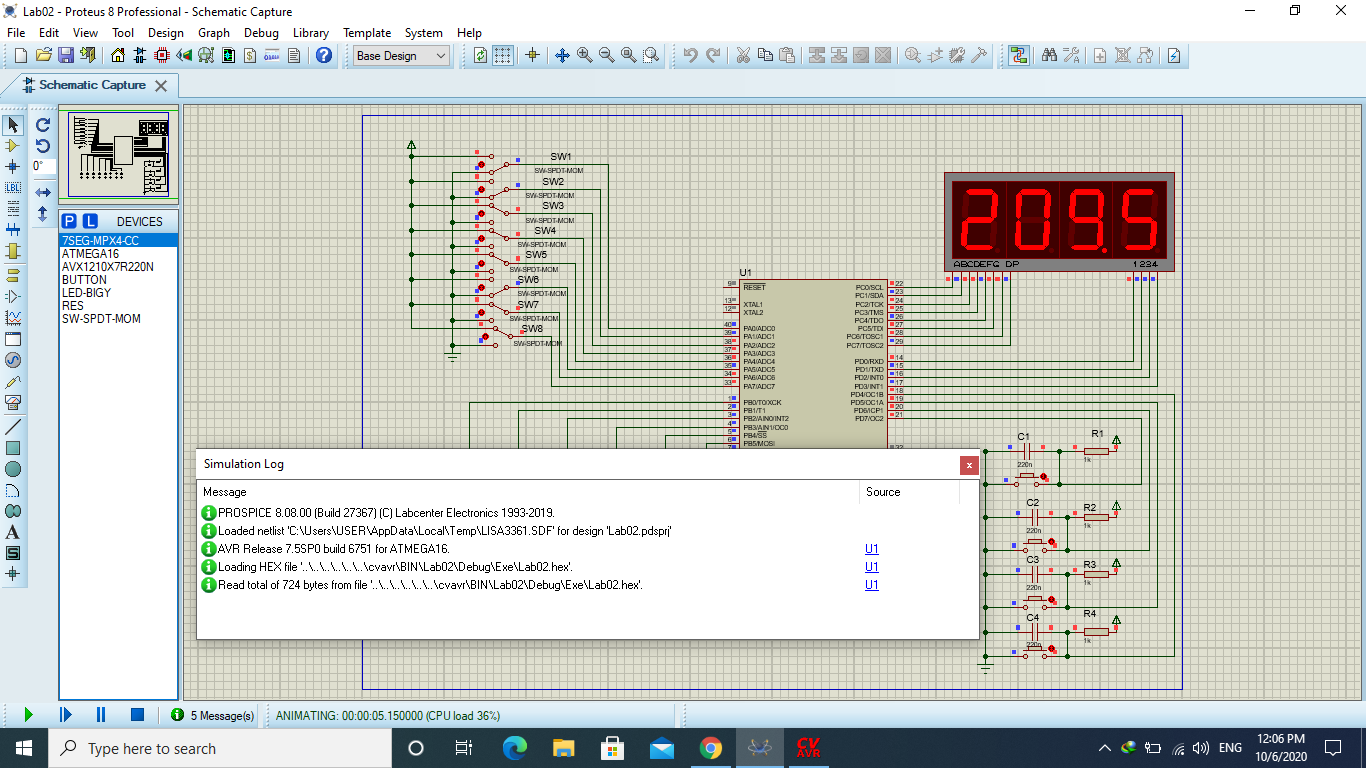 Lab02 - Proteus 8 Professional - Schematic Capture
File Edit View Tool Design Graph Debug Library Template System Help
Base Design
Schematic Capture
0°
P L DEVICES
7SEG-MPX4-CC
ATMEGA16
AVX1210X7R220N
BUTTON
LED-BIGY
RES
SW-SPDT-MOM
SW1
SW-SPDT-MOM
SW2
SW-SPDT-MOM
SW3
SW-SPDT-MOM
SW4
SW-SPDT-MOM
SW5
SW-SPDT-MOM
SW6
SW-SPDT-MOM
SW7
SW-SPDT-MOM
SW8
SW-SPDT-MOM
209.5
ABCDEFG DP 1234
U1
9 RESET
13 XTAL1
12 XTAL2
40 PA0/ADC0
39 PA1/ADC1
38 PA2/ADC2
37 PA3/ADC3
36 PA4/ADC4
35 PA5/ADC5
34 PA6/ADC6
33 PA7/ADC7
1 PB0/T0/XCK
2 PB1/T1
3 PB2/AIN0/INT2
4 PB3/AIN1/OC0
5 PB4/SS
6 PB5/MOSI
PC0/SCL 22
PC1/SDA 23
PC2/TCK 24
PC3/TMS 25
PC4/TDO 26
PC5/TDI 27
PC6/TOSC1 28
PC7/TOSC2 29
PD0/RXD 14
PD1/TXD 15
PD2/INT0 16
PD3/INT1 17
PD4/OC1B 18
PD5/OC1A 19
PD6/ICP1 20
PD7/OC2 21
C1
220n
R1
1k
C2
220n
R2
1k
C3
220n
R3
1k
C4
220n
R4
1k
Simulation Log
x
Message Source
PROSPICE 8.08.00 (Build 27367) (C) Labcenter Electronics 1993-2019.
Loaded netlist 'C:\Users\USER\AppData\Local\Temp\LISA3361.SDF' for design 'Lab02.pdsprj'
AVR Release 7.5SP0 build 6751 for ATMEGA16. U1
Loading HEX file '..\..\..\..\..\..\cvavr\BIN\Lab02\Debug\Exe\Lab02.hex'. U1
Read total of 724 bytes from file '..\..\..\..\..\..\cvavr\BIN\Lab02\Debug\Exe\Lab02.hex'. U1
5 Message(s) ANIMATING: 00:00:05.150000 (CPU load 36%)
Type here to search
CV
AVR
ENG
12:06 PM
10/6/2020